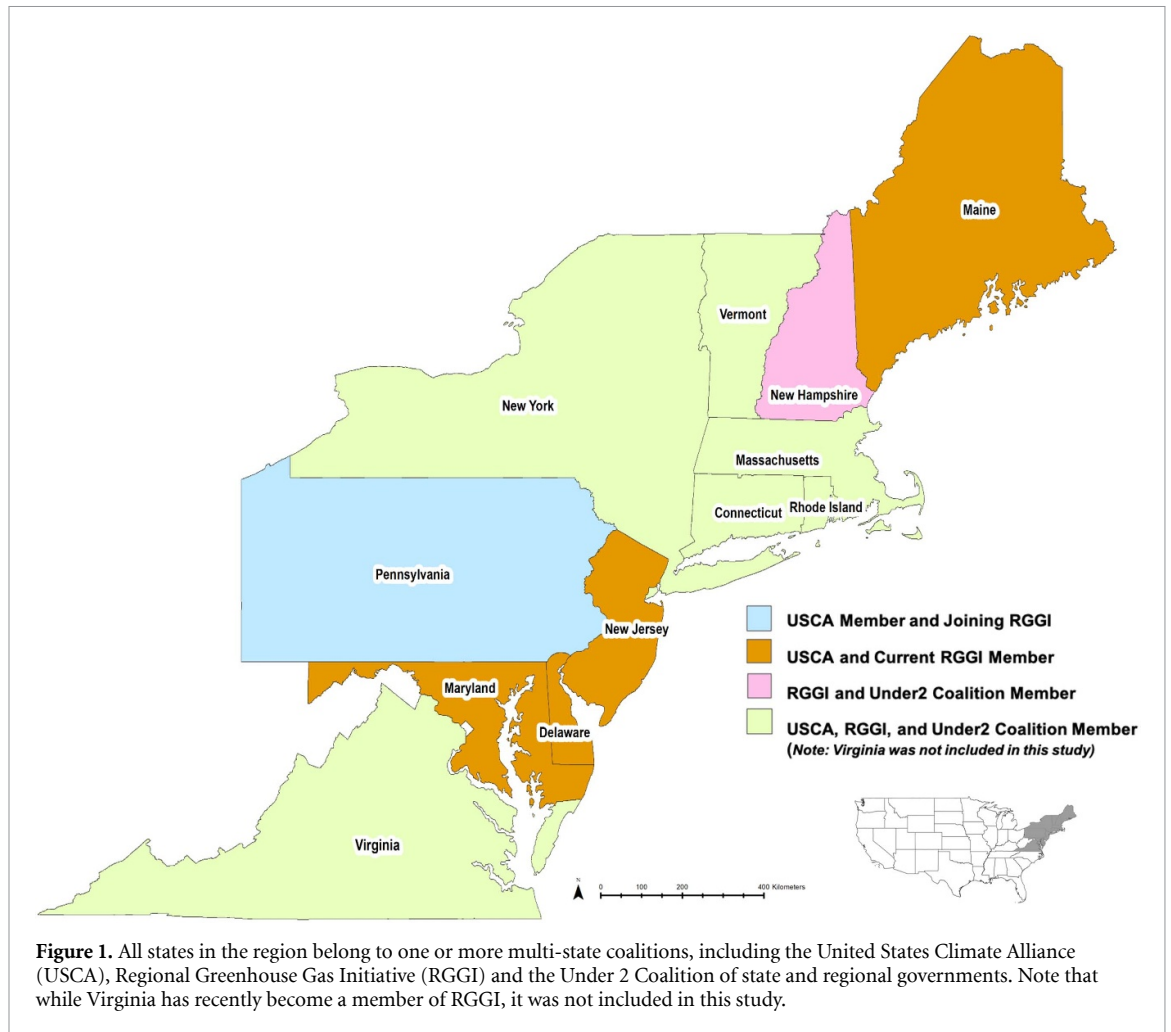 Maine
Vermont
New Hampshire
New York
Massachusetts
Connecticut
Rhode Island
Pennsylvania
New Jersey
Maryland
Delaware
Virginia
USCA Member and Joining RGGI
USCA and Current RGGI Member
RGGI and Under2 Coalition Member
USCA, RGGI, and Under2 Coalition Member
(Note: Virginia was not included in this study)
N
0 100 200 400 Kilometers
Figure 1. All states in the region belong to one or more multi-state coalitions, including the United States Climate Alliance
(USCA), Regional Greenhouse Gas Initiative (RGGI) and the Under 2 Coalition of state and regional governments. Note that
while Virginia has recently become a member of RGGI, it was not included in this study.